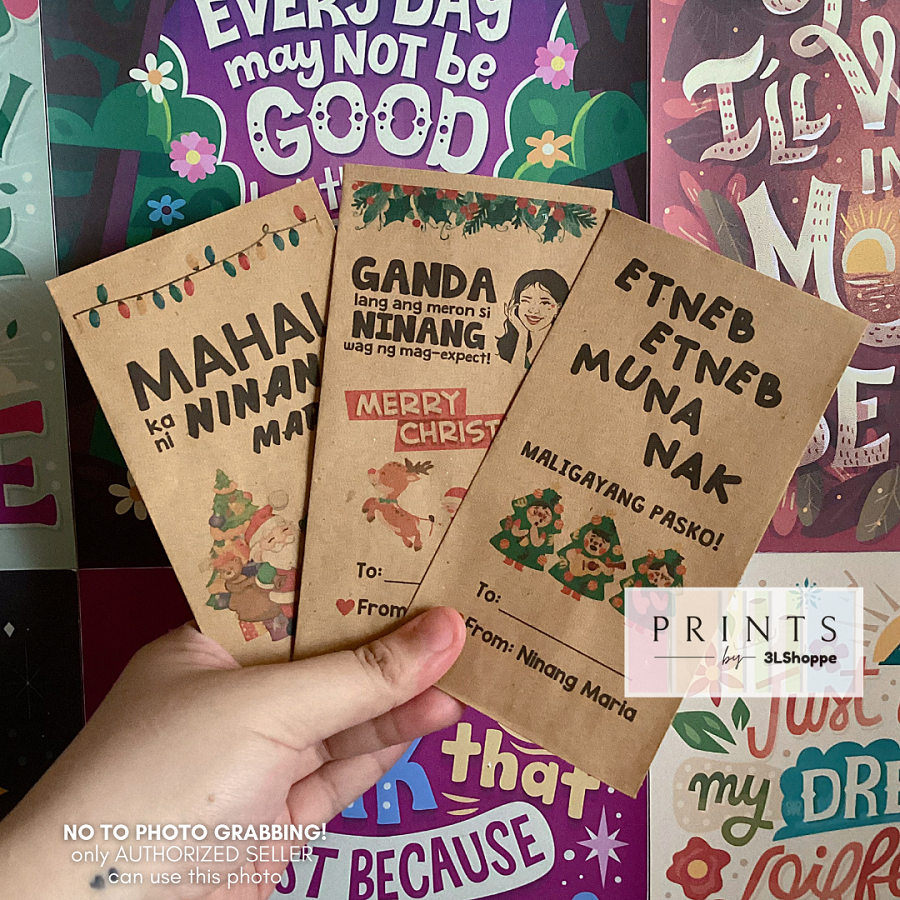 EVERY DAY
may NOT be
GOOD
I'LL
IN
MAHAL
ka
ni NINAN
MAR
GANDA
lang ang meron si
NINANG
wag ng mag-expect!
MERRY
CHRIST
To:
From
ETNEB
ETNEB
MUNA
NAK
MALIGAYANG PASKO!
To:
From: Ninang Maria
PRINTS
by 3LShoppe
that
BECAUSE
Just
my DRE
NO TO PHOTO GRABBING!
only AUTHORIZED SELLER
can use this photo